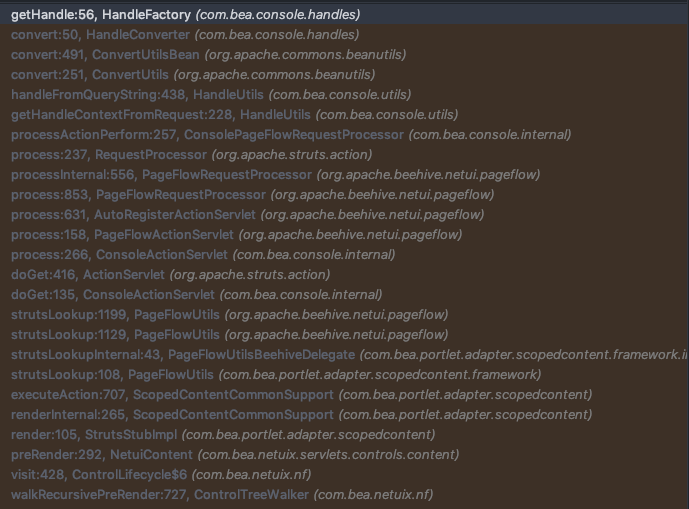 getHandle:56, HandleFactory (com.bea.console.handles)
convert:50, HandleConverter (com.bea.console.handles)
convert:491, ConvertUtilsBean (org.apache.commons.beanutils)
convert:251, ConvertUtils (org.apache.commons.beanutils)
handleFromQueryString:438, HandleUtils (com.bea.console.utils)
getHandleContextFromRequest:228, HandleUtils (com.bea.console.utils)
processActionPerform:257, ConsolePageFlowRequestProcessor (com.bea.console.internal)
process:237, RequestProcessor (org.apache.struts.action)
processInternal:556, PageFlowRequestProcessor (org.apache.beehive.netui.pageflow)
process:853, PageFlowRequestProcessor (org.apache.beehive.netui.pageflow)
process:631, AutoRegisterActionServlet (org.apache.beehive.netui.pageflow)
process:158, PageFlowActionServlet (org.apache.beehive.netui.pageflow)
process:266, ConsoleActionServlet (com.bea.console.internal)
doGet:416, ActionServlet (org.apache.struts.action)
doGet:135, ConsoleActionServlet (com.bea.console.internal)
strutsLookup:1199, PageFlowUtils (org.apache.beehive.netui.pageflow)
strutsLookup:1129, PageFlowUtils (org.apache.beehive.netui.pageflow)
strutsLookupInternal:43, PageFlowUtilsBeehiveDelegate (com.bea.portlet.adapter.scopedcontent.framework.i
strutsLookup:108, PageFlowUtils (com.bea.portlet.adapter.scopedcontent.framework)
executeAction:707, ScopedContentCommonSupport (com.bea.portlet.adapter.scopedcontent)
renderInternal:265, ScopedContentCommonSupport (com.bea.portlet.adapter.scopedcontent)
render:105, StrutsStubImpl (com.bea.portlet.adapter.scopedcontent)
preRender:292, NetuiContent (com.bea.netuix.servlets.controls.content)
visit:428, ControlLifecycle$6 (com.bea.netuix.nf)
walkRecursivePreRender:727, ControlTreeWalker (com.bea.netuix.nf)